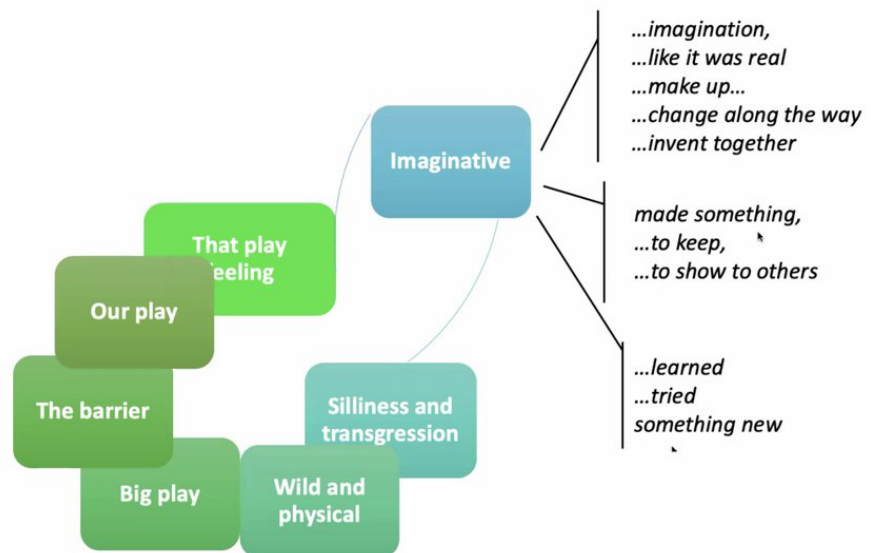 ...imagination,
...like it was real
...make up...
...change along the way
...invent together
Imaginative
made something,
...to keep,
...to show to others
That play
feeling
Our play
...learned
...tried
something new
The barrier
Silliness and
transgression
Big play
Wild and
physical